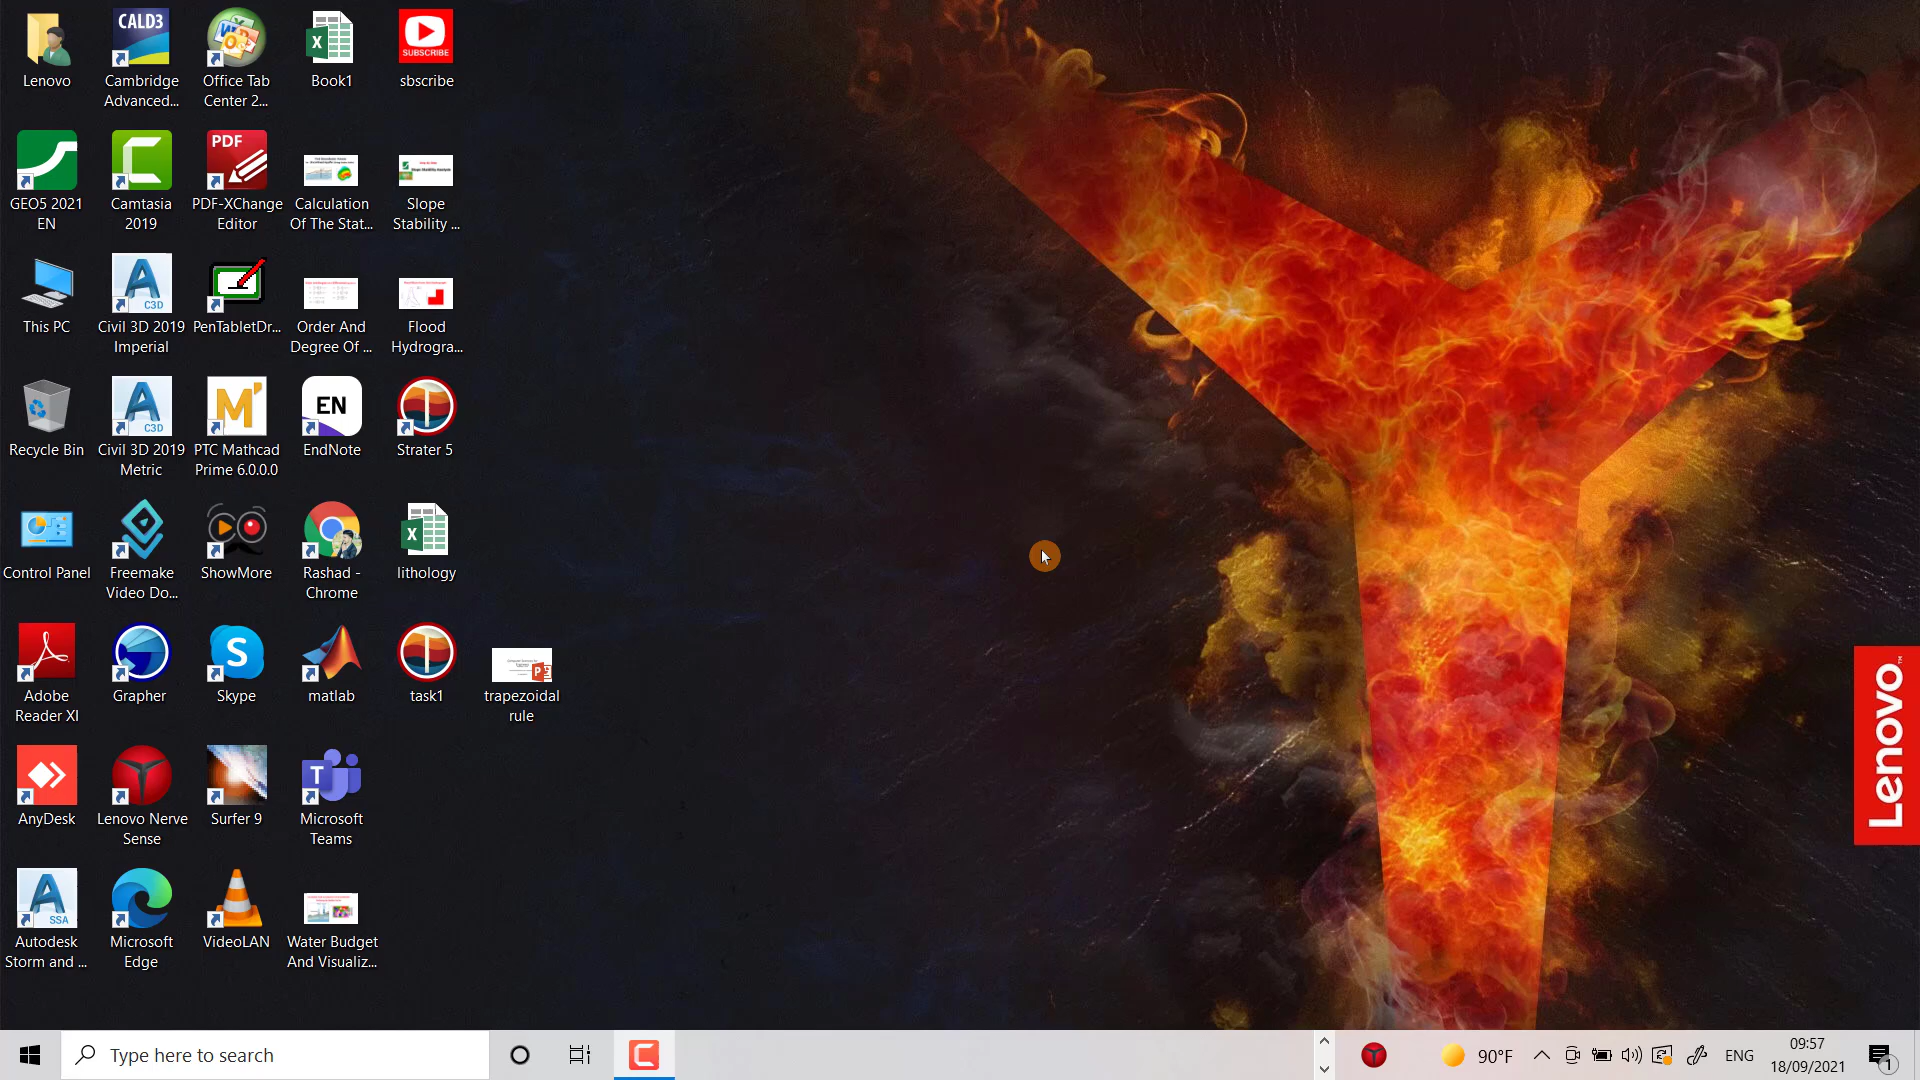 Lenovo
CALD3
Cambridge
Advanced...
Office Tab
Center 2...
Book1
SUBSCRIBE
sbscribe
GEO5 2021
EN
Camtasia
2019
PDF
PDF-XChange
Editor
Calculation
Of The Stat...
Slope
Stability ...
This PC
C3D
Civil 3D 2019
Imperial
PenTabletDr...
Order And
Degree Of ...
Flood
Hydrogra...
Recycle Bin
C3D
Civil 3D 2019
Metric
PTC Mathcad
Prime 6.0.0.0
EN
EndNote
Strater 5
Control Panel
Freemake
Video Do...
ShowMore
Rashad -
Chrome
lithology
Adobe
Reader XI
Grapher
Skype
matlab
task1
trapezoidal
rule
AnyDesk
Lenovo Nerve
Sense
Surfer 9
Microsoft
Teams
SSA
Autodesk
Storm and ...
Microsoft
Edge
VideoLAN
Water Budget
And Visualiz...
Lenovo™
Type here to search
90°F
ENG
09:57
18/09/2021
1